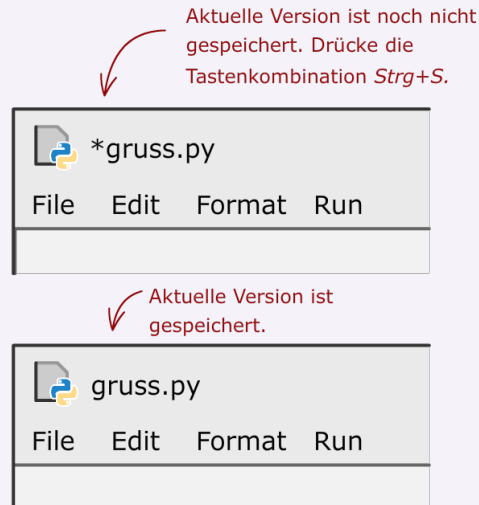 Aktuelle Version ist noch nicht
gespeichert. Drücke die
Tastenkombination Strg+S.
*gruss.py
File Edit Format Run
Aktuelle Version ist
gespeichert.
gruss.py
File Edit Format Run